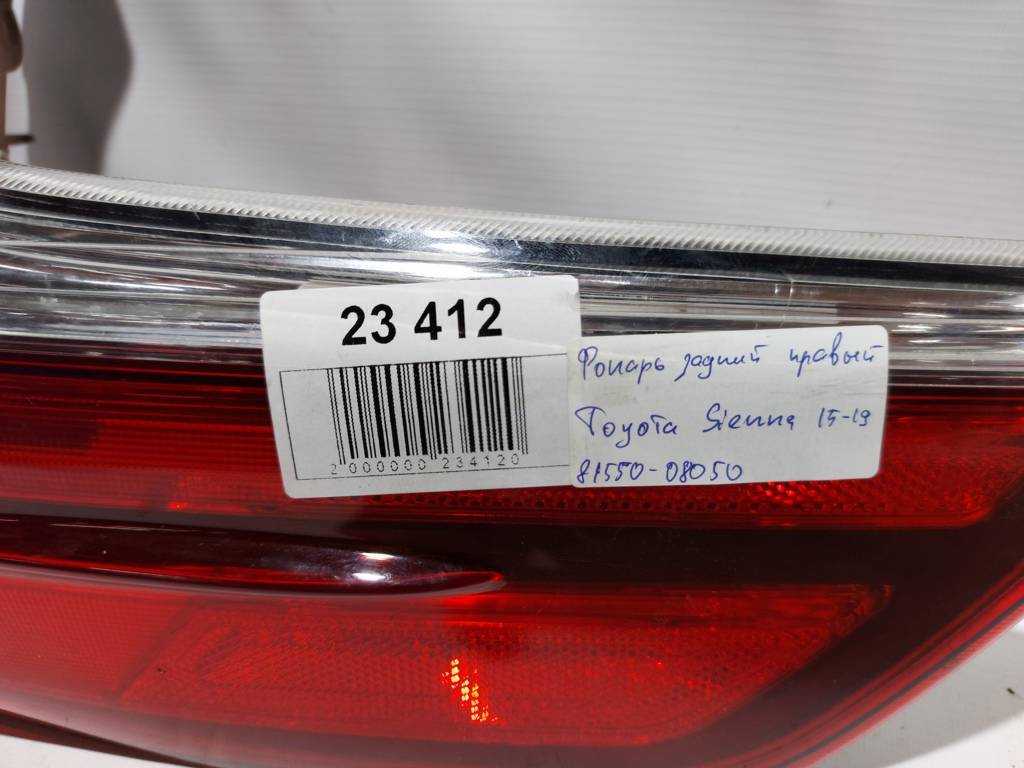 23 412
2 000000 234120
Фонарь задний правый
Toyota Sienna 15-19
81550-08050